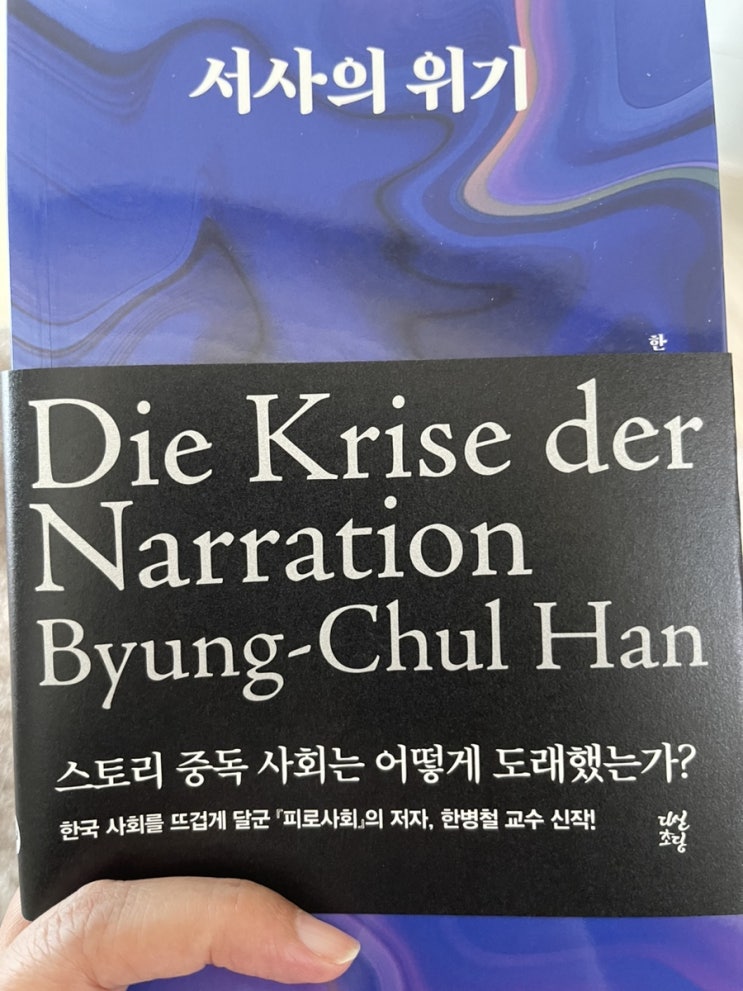 서사의 위기
한
Die Krise der
Narration
Byung-Chul Han
스토리 중독 사회는 어떻게 도래했는가?
한국 사회를 뜨겁게 달군 『피로사회』의 저자, 한병철 교수 신작!
다산
초당